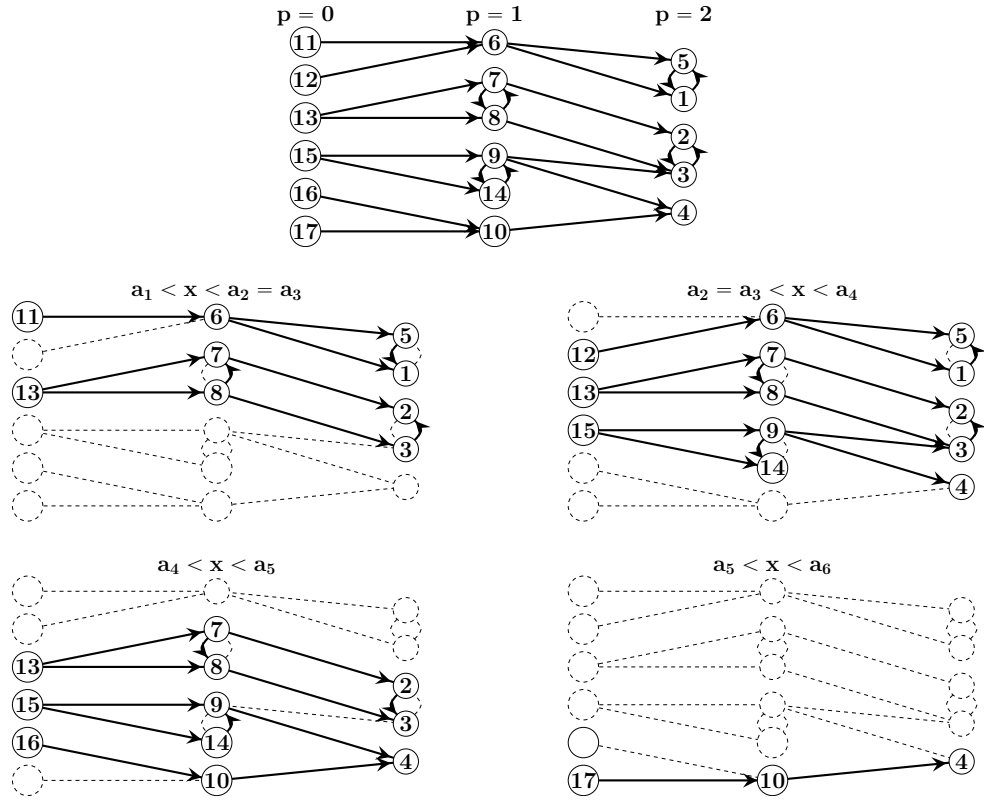 p = 0 p = 1 p = 2
11 6 5
12 7 1
13 8 2
15 9 3
16 14 4
17 10
a₁ < x < a₂ = a₃
11 6 5
7 1
13 8 2
3
a₂ = a₃ < x < a₄
6 5
12 7 1
13 8 2
15 9 3
14 4
a₄ < x < a₅
7
13 8 2
15 9 3
16 14 4
10
a₅ < x < a₆
4
17 10